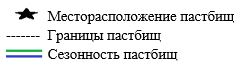 Месторасположение пастбищ
Границы пастбищ
Сезонность пастбищ